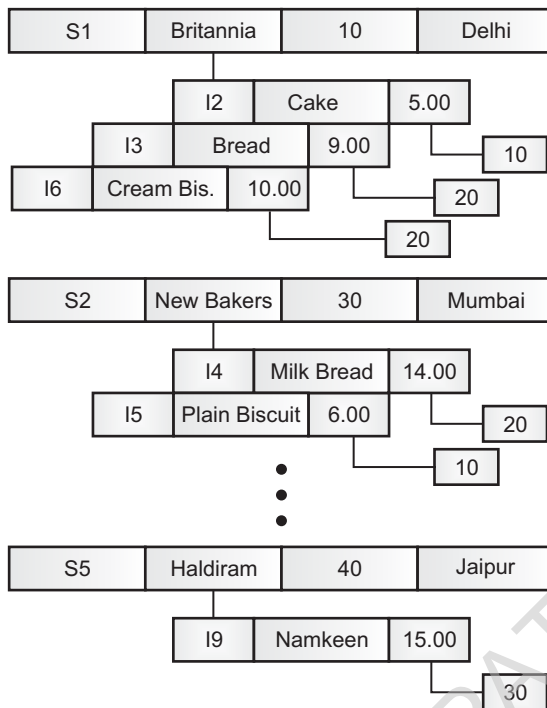 S1 Britannia 10 Delhi
I2 Cake 5.00
I3 Bread 9.00
10
I6 Cream Bis. 10.00
20
20
S2 New Bakers 30 Mumbai
I4 Milk Bread 14.00
I5 Plain Biscuit 6.00
20
10
S5 Haldiram 40 Jaipur
I9 Namkeen 15.00
30